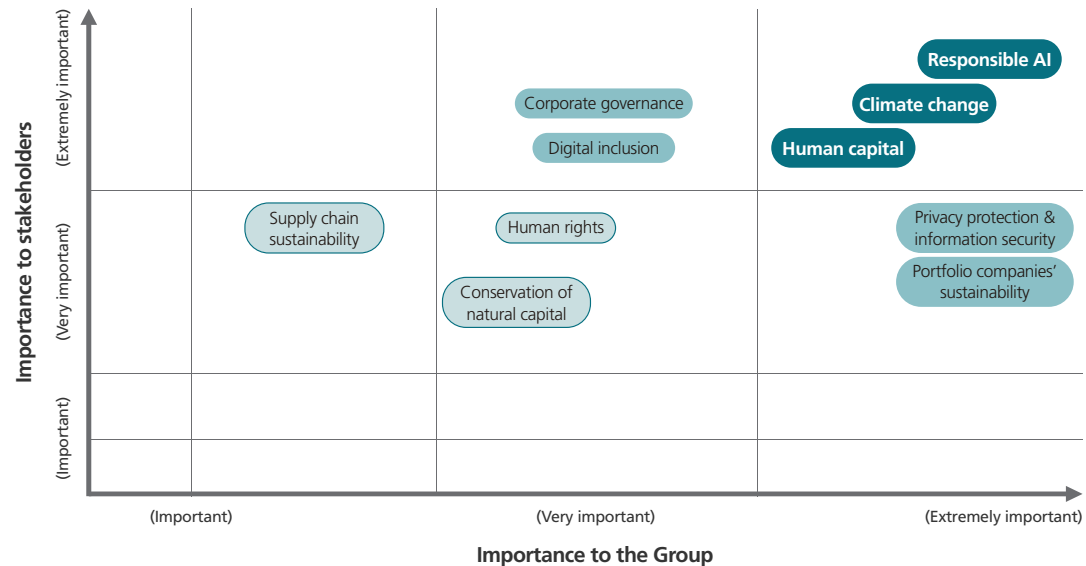 Importance to stakeholders
(Extremely important)
(Very important)
(Important)
Responsible AI
Corporate governance
Climate change
Digital inclusion
Human capital
Supply chain
sustainability
Human rights
Privacy protection &
information security
Conservation of
natural capital
Portfolio companies’
sustainability
(Important)
(Very important)
(Extremely important)
Importance to the Group